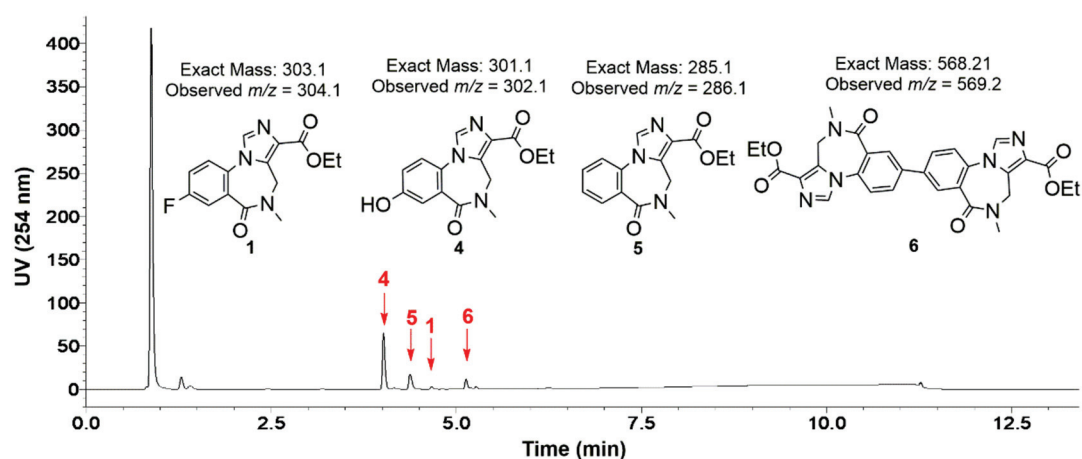 400
350
300
250
200
150
100
50
0
UV (254 nm)
Exact Mass: 303.1
Observed m/z = 304.1
Exact Mass: 301.1
Observed m/z = 302.1
Exact Mass: 285.1
Observed m/z = 286.1
Exact Mass: 568.21
Observed m/z = 569.2
N
O
N
OEt
F
N
O
1
N
O
N
OEt
HO
N
O
4
N
O
N
OEt
N
O
5
N
O
EtO
O
N
N
N
N
O
OEt
N
O
6
4
5
1
6
0.0
2.5
5.0
7.5
10.0
12.5
Time (min)